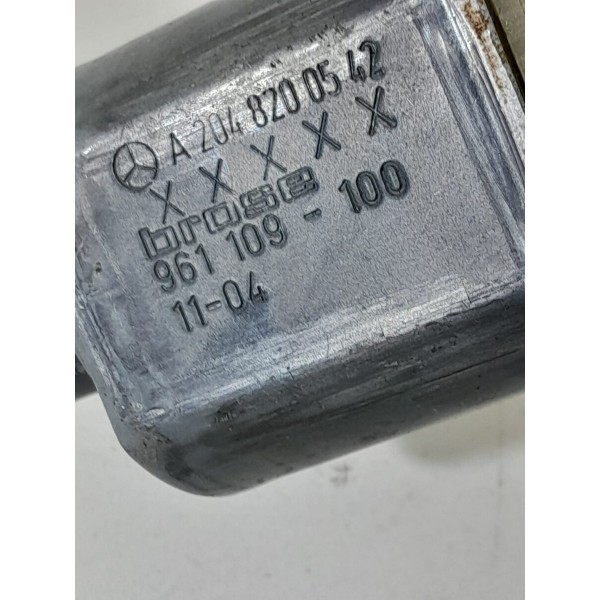 A 204 820 05 42
X X X X X
brose
961 109 - 100
11-04